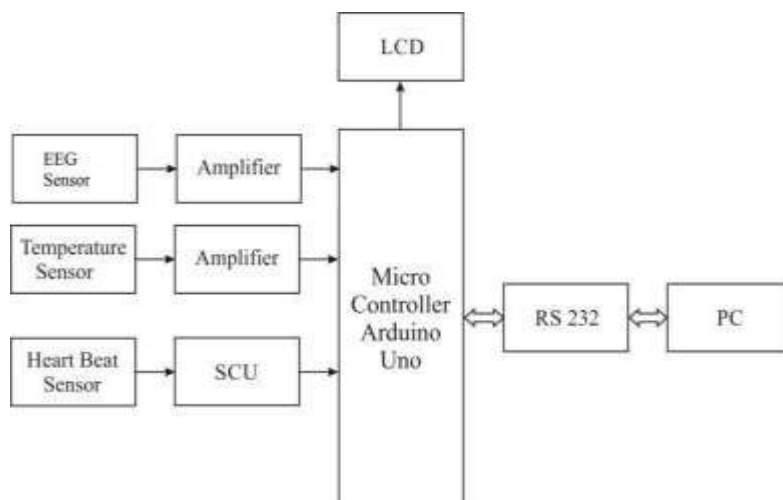 LCD
EEG
Sensor
Amplifier
Temperature
Sensor
Amplifier
Heart Beat
Sensor
SCU
Micro
Controller
Arduino
Uno
RS 232
PC